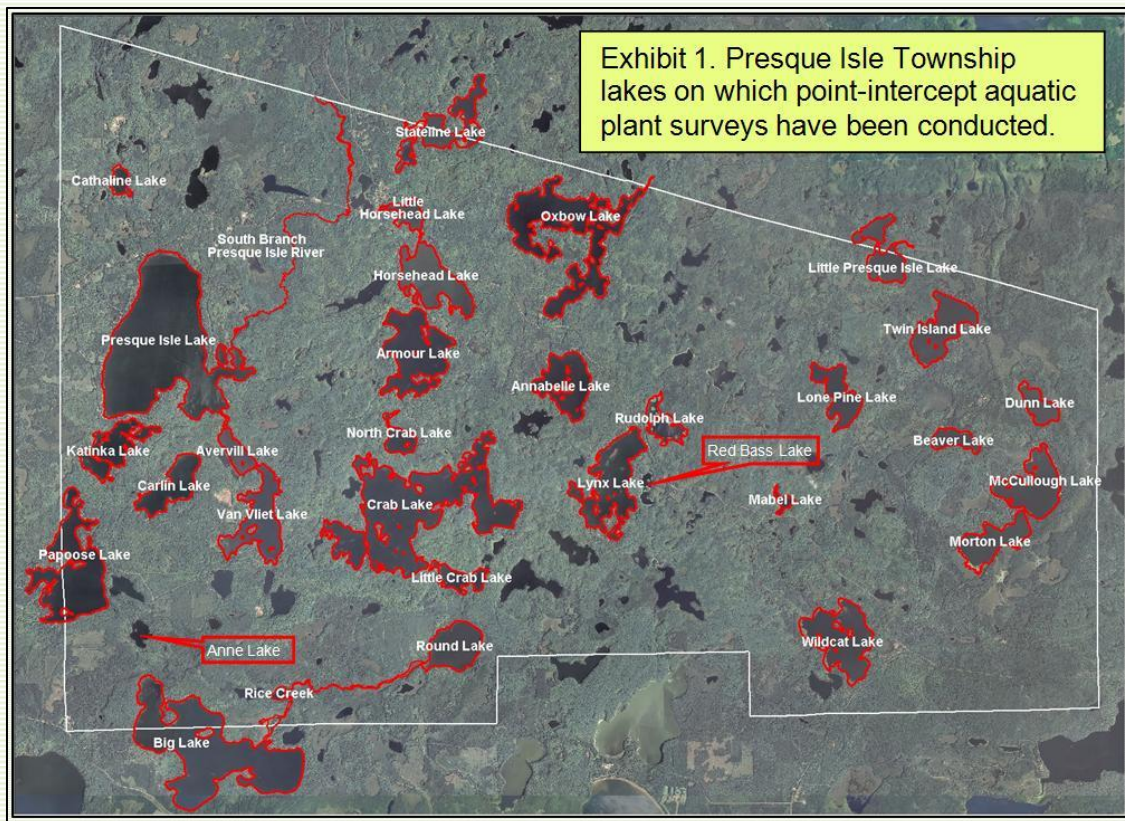 Exhibit 1. Presque Isle Township
lakes on which point-intercept aquatic
plant surveys have been conducted.
Stateline Lake
Cathaline Lake
Little
Horsehead Lake
Oxbow Lake
South Branch
Presque Isle River
Little Presque Isle Lake
Horsehead Lake
Twin Island Lake
Presque Isle Lake
Armour Lake
Annabelle Lake
Lone Pine Lake
Dunn Lake
Rudolph Lake
North Crab Lake
Beaver Lake
Katinka Lake
Avervill Lake
Red Bass Lake
Carlin Lake
Lynx Lake
McCullough Lake
Mabel Lake
Crab Lake
Van Vliet Lake
Morton Lake
Papoose Lake
Little Crab Lake
Wildcat Lake
Round Lake
Anne Lake
Rice Creek
Big Lake